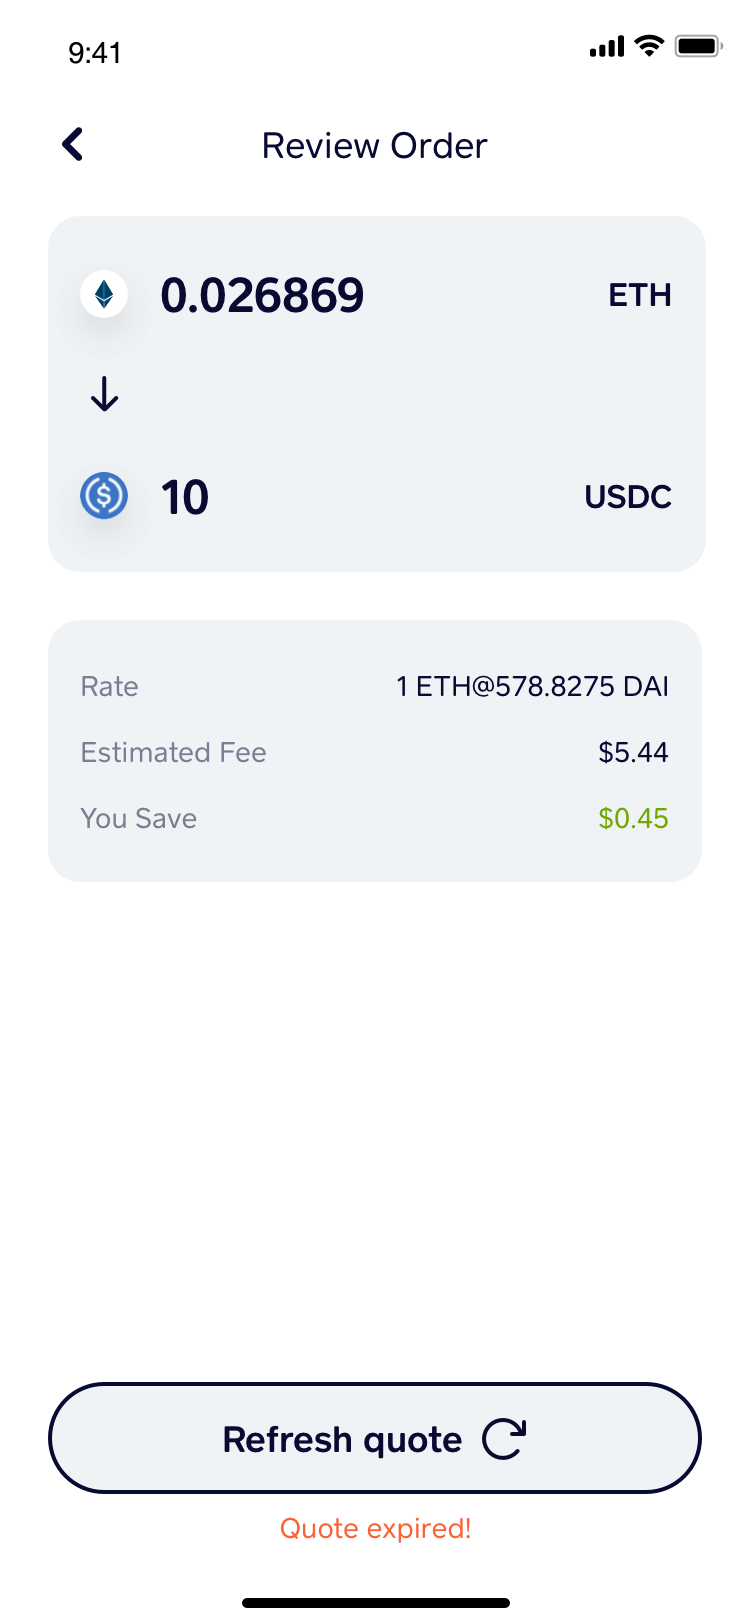 9:41
Review Order
0.026869 ETH
10 USDC
Rate 1 ETH@578.8275 DAI
Estimated Fee $5.44
You Save $0.45
Refresh quote
Quote expired!